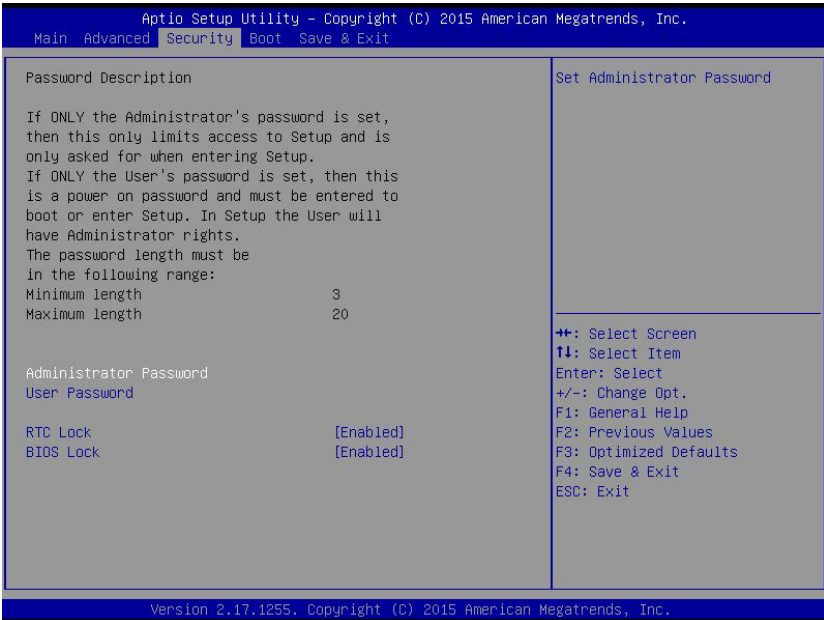 Aptio Setup Utility – Copyright (C) 2015 American Megatrends, Inc.
Main Advanced Security Boot Save & Exit
Password Description
If ONLY the Administrator's password is set,
then this only limits access to Setup and is
only asked for when entering Setup.
If ONLY the User's password is set, then this
is a power on password and must be entered to
boot or enter Setup. In Setup the User will
have Administrator rights.
The password length must be
in the following range:
Minimum length 3
Maximum length 20
Administrator Password
User Password
RTC Lock [Enabled]
BIOS Lock [Enabled]
Set Administrator Password
→←: Select Screen
↑↓: Select Item
Enter: Select
+/-: Change Opt.
F1: General Help
F2: Previous Values
F3: Optimized Defaults
F4: Save & Exit
ESC: Exit
Version 2.17.1255. Copyright (C) 2015 American Megatrends, Inc.